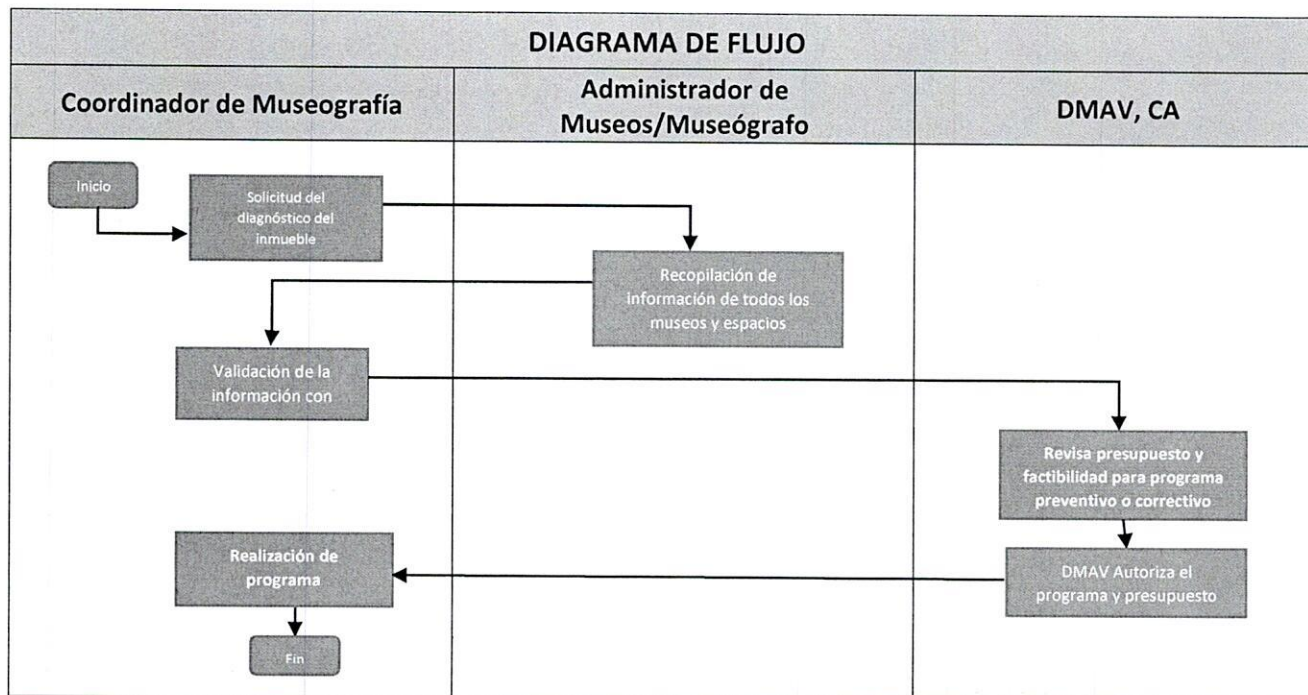 DIAGRAMA DE FLUJO
Coordinador de Museografía
Administrador de
Museos/Museógrafo
DMAV, CA
Inicio
Solicitud del
diagnóstico del
inmueble
Recopilación de
información de todos los
museos y espacios
Validación de la
información con
Revisa presupuesto y
factibilidad para programa
preventivo o correctivo
DMAV Autoriza el
programa y presupuesto
Realización de
programa
Fin